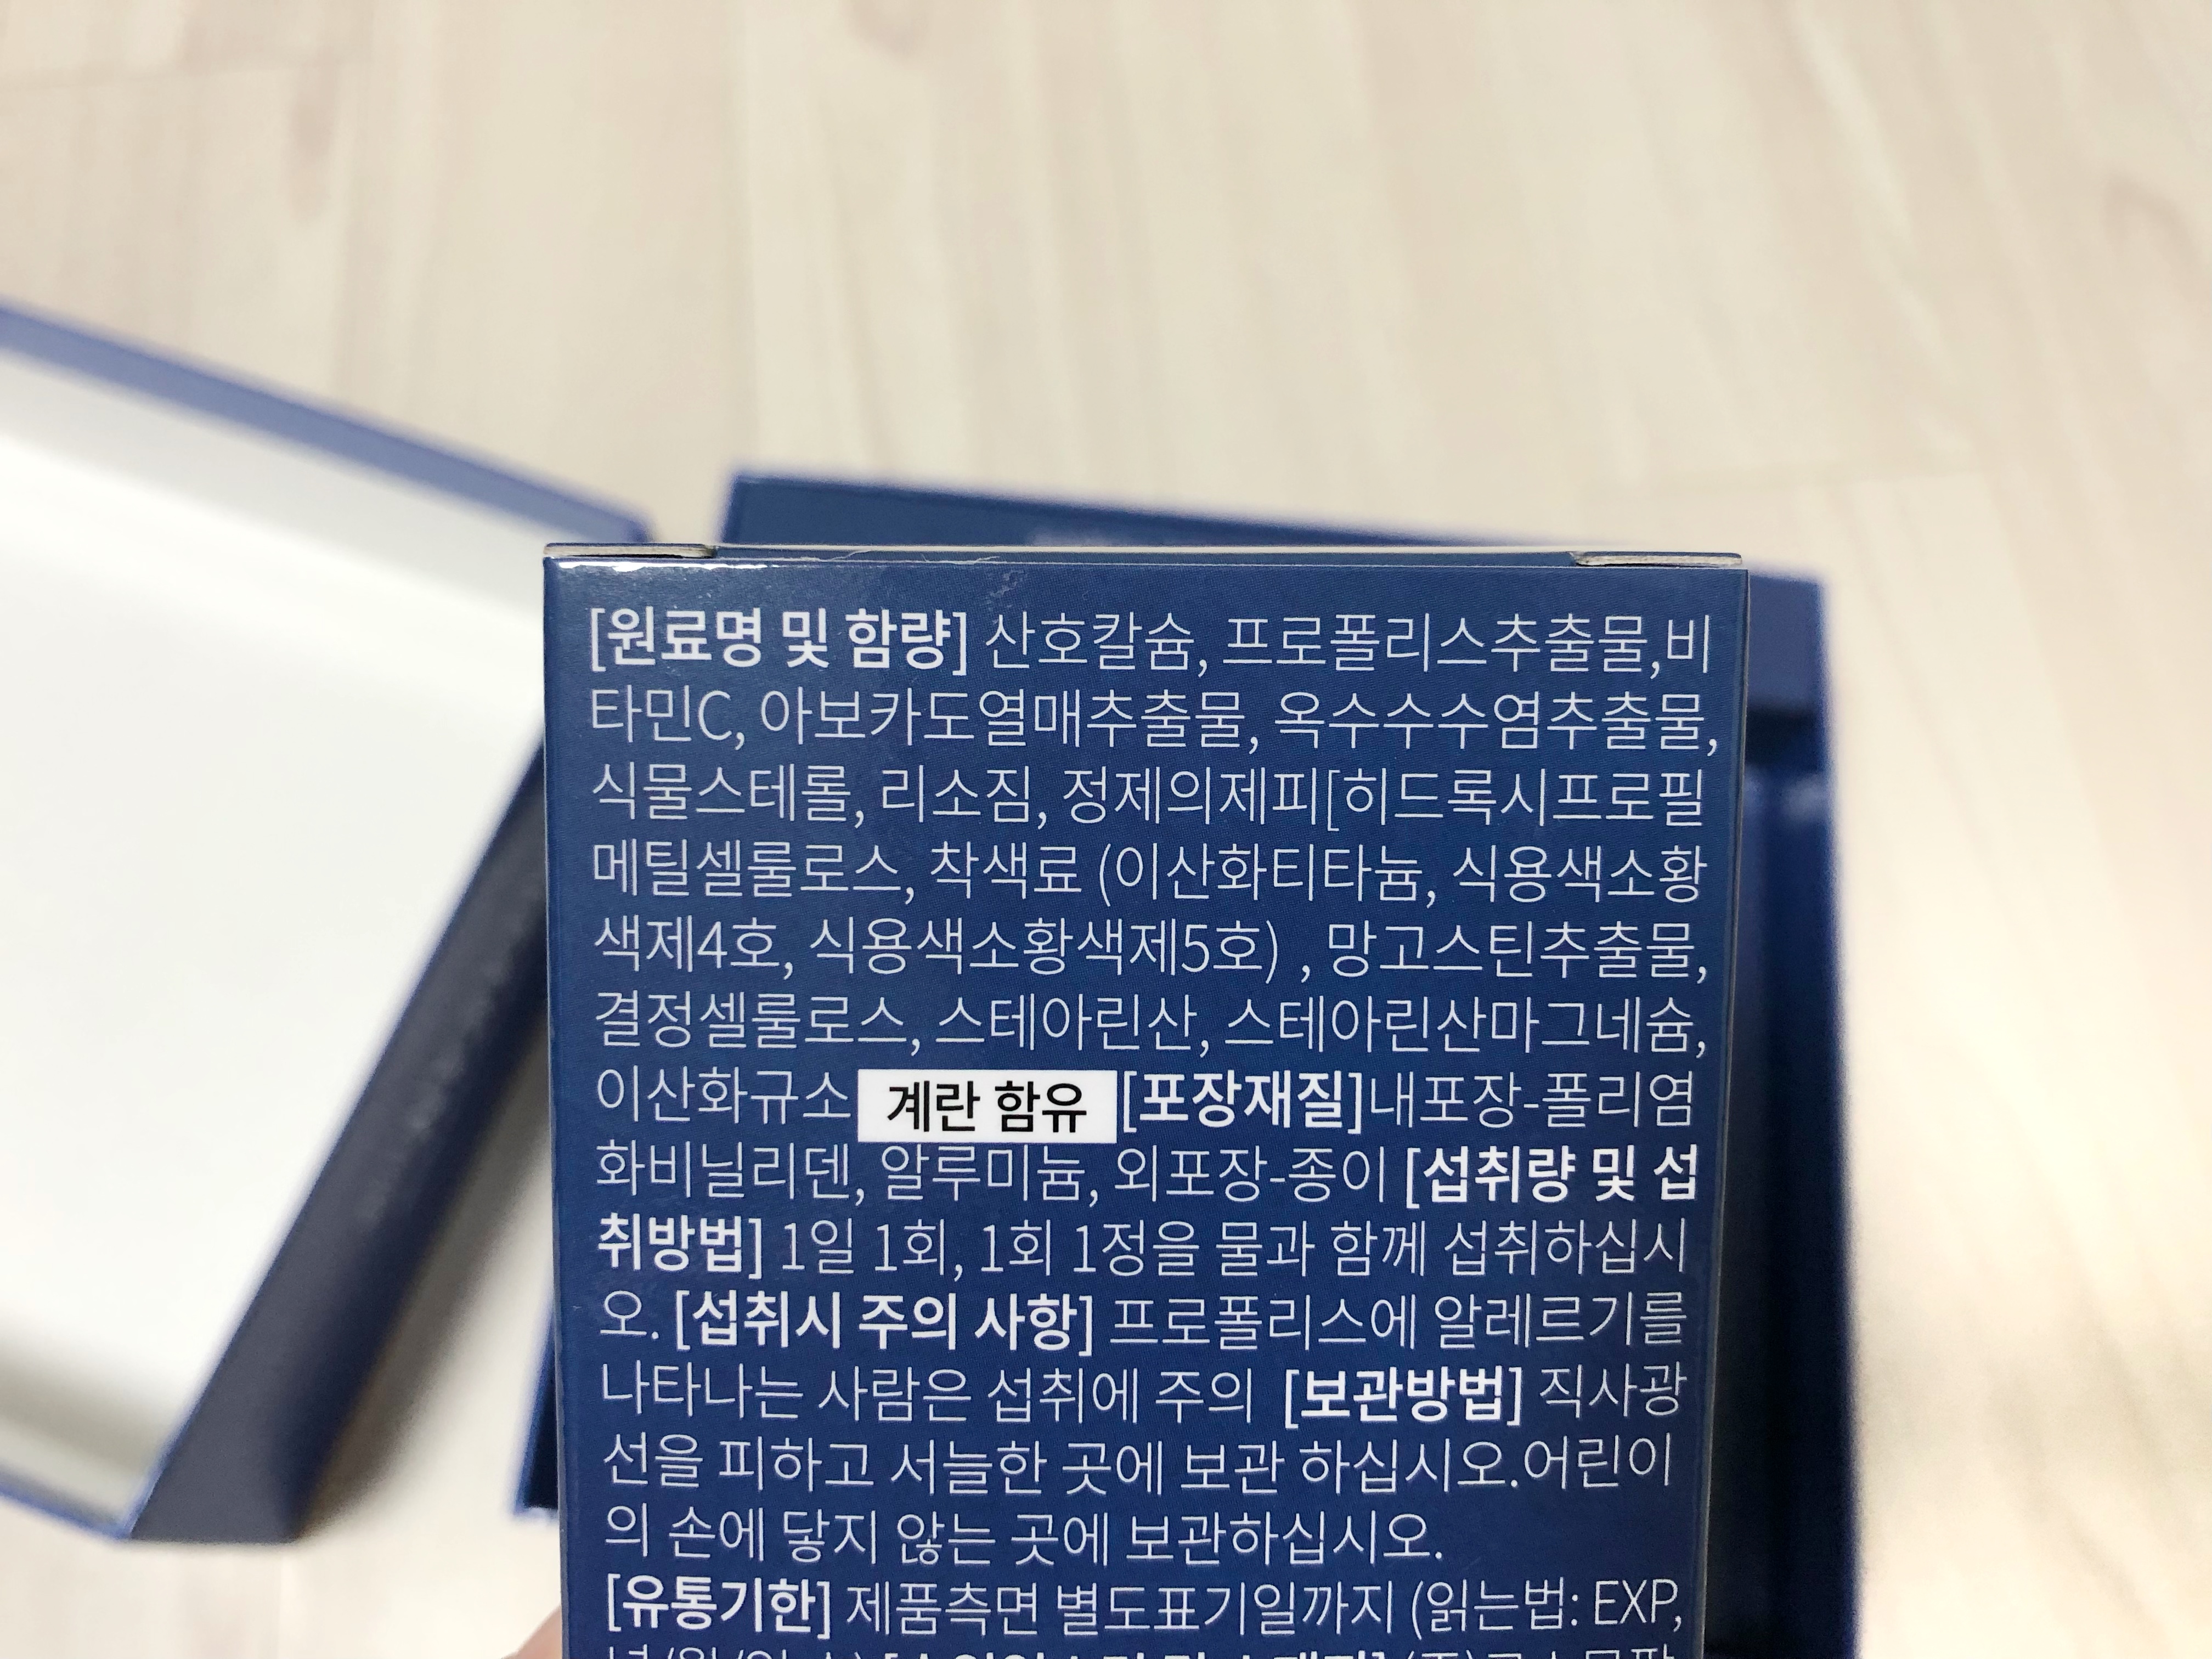 [원료명 및 함량] 산호칼슘, 프로폴리스추출물,비
타민C, 아보카도열매추출물, 옥수수수염추출물,
식물스테롤, 리소짐, 정제의제피[히드록시프로필
메틸셀룰로스, 착색료 (이산화티타늄, 식용색소황
색제4호, 식용색소황색제5호) , 망고스틴추출물,
결정셀룰로스, 스테아린산, 스테아린산마그네슘,
이산화규소 계란 함유 [포장재질]내포장-폴리염
화비닐리덴, 알루미늄, 외포장-종이 [섭취량 및 섭
취방법] 1일 1회, 1회 1정을 물과 함께 섭취하십시
오. [섭취시 주의 사항] 프로폴리스에 알레르기를
나타나는 사람은 섭취에 주의 [보관방법] 직사광
선을 피하고 서늘한 곳에 보관 하십시오.어린이
의 손에 닿지 않는 곳에 보관하십시오.
[유통기한] 제품측면 별도표기일까지 (읽는법: EXP,